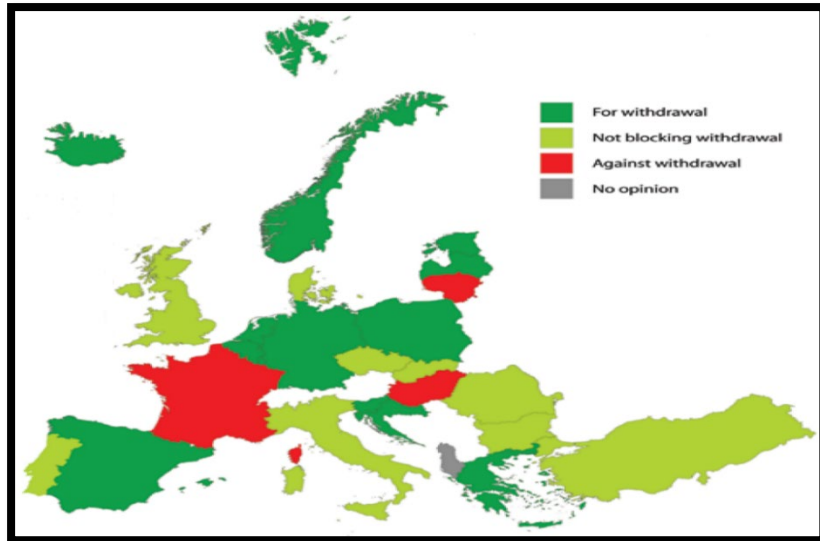 For withdrawal
Not blocking withdrawal
Against withdrawal
No opinion